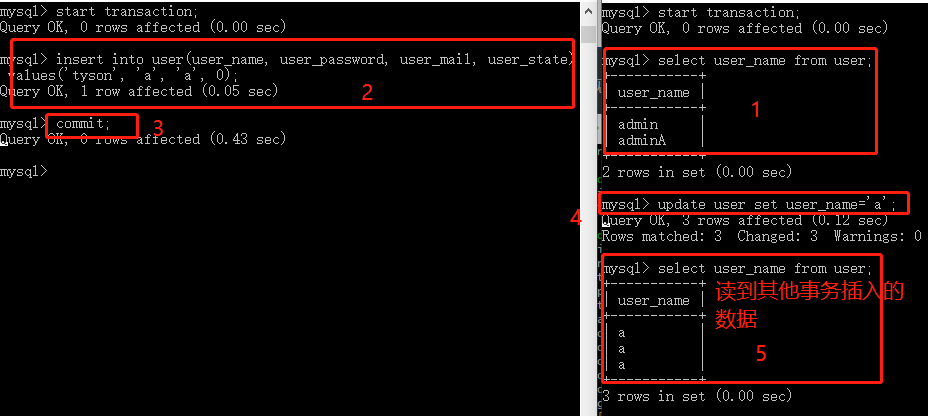 mysql> start transaction;
Query OK, 0 rows affected (0.00 sec)
mysql> insert into user(user_name, user_password, user_mail, user_state)
values('tyson', 'a', 'a', 0);
Query OK, 1 row affected (0.05 sec)
2
mysql> commit;
3
Query OK, 0 rows affected (0.43 sec)
mysql>
mysql> start transaction;
Query OK, 0 rows affected (0.00 sec)
mysql> select user_name from user;
+-----------+
| user_name |
+-----------+
| admin |
| adminA |
+-----------+
1
2 rows in set (0.00 sec)
mysql> update user set user_name='a';
4
Query OK, 3 rows affected (0.12 sec)
Rows matched: 3 Changed: 3 Warnings: 0
mysql> select user_name from user;
+-----------+
| user_name |
+-----------+
| a |
| a |
| a |
+-----------+
读到其他事务插入的
数据
5
3 rows in set (0.00 sec)